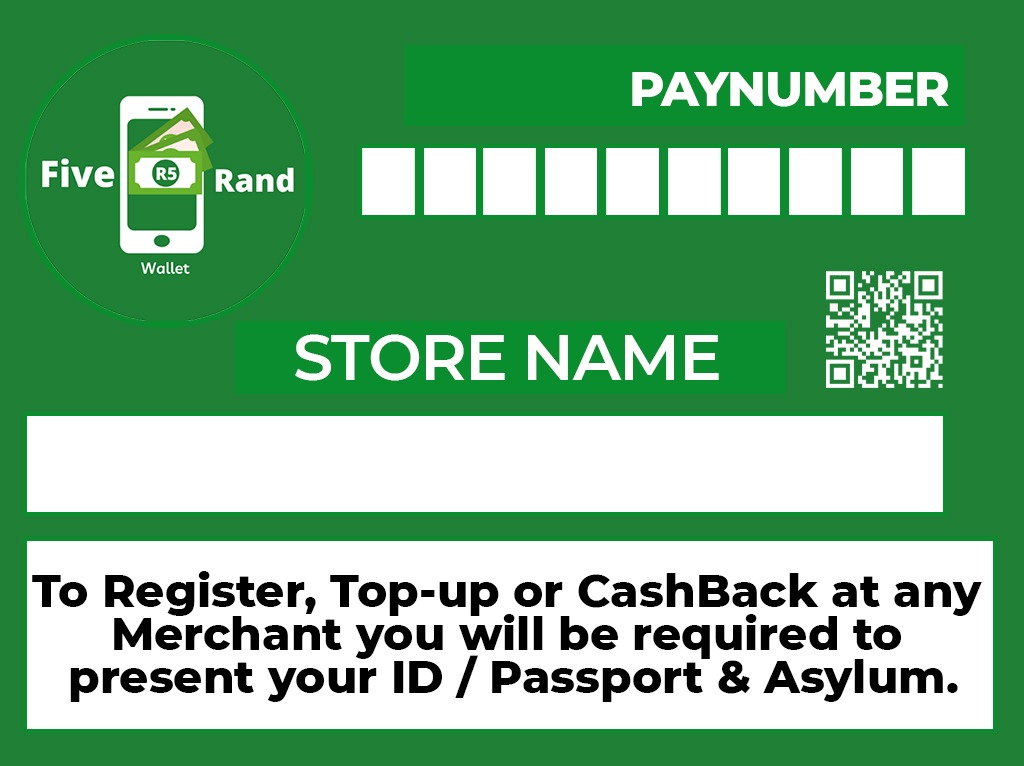 PAYNUMBER
Five
R5
Rand
Wallet
STORE NAME
To Register, Top-up or CashBack at any
Merchant you will be required to
present your ID / Passport & Asylum.